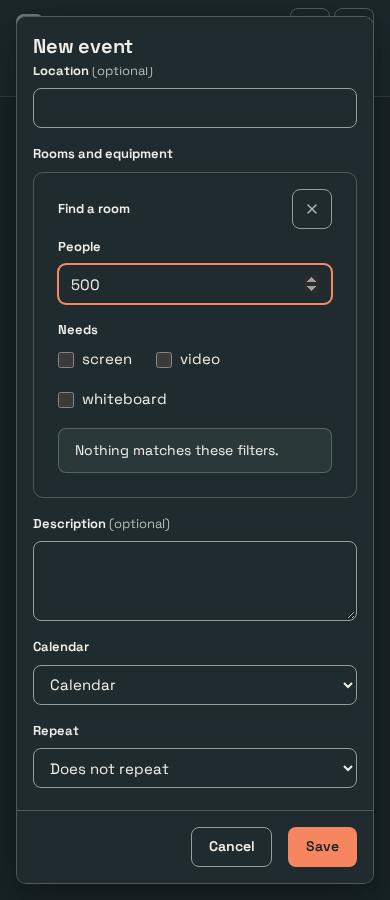 New event
Location (optional)
Rooms and equipment
Find a room
People
500
Needs
screen video
whiteboard
Nothing matches these filters.
Description (optional)
Calendar
Calendar
Repeat
Does not repeat
Cancel Save